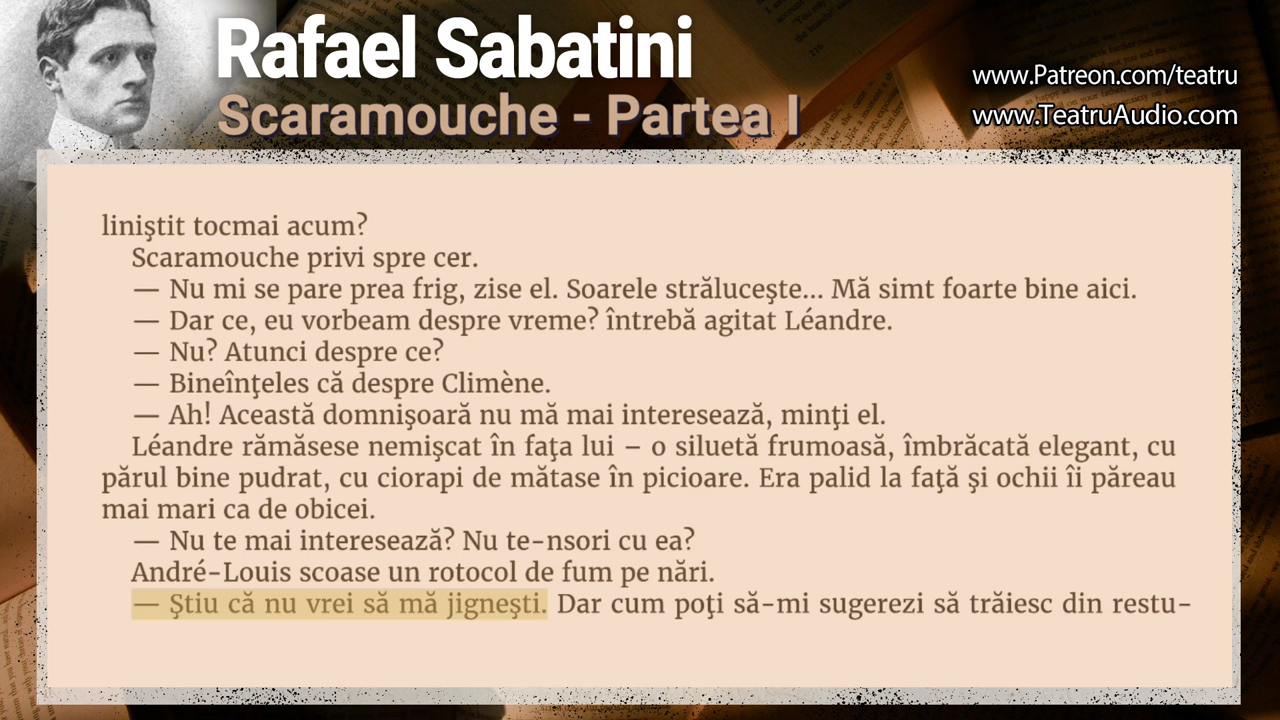 Rafael Sabatini
Scaramouche - Partea I
www.Patreon.com/teatru
www.TeatruAudio.com
liniştit tocmai acum?
Scaramouche privi spre cer.
— Nu mi se pare prea frig, zise el. Soarele străluceşte... Mă simt foarte bine aici.
— Dar ce, eu vorbeam despre vreme? întrebă agitat Léandre.
— Nu? Atunci despre ce?
— Bineînţeles că despre Climène.
— Ah! Această domnişoară nu mă mai interesează, minţi el.
Léandre rămăsese nemişcat în faţa lui – o siluetă frumoasă, îmbrăcată elegant, cu
părul bine pudrat, cu ciorapi de mătase în picioare. Era palid la faţă şi ochii îi păreau
mai mari ca de obicei.
— Nu te mai interesează? Nu te-nsori cu ea?
André-Louis scoase un rotocol de fum pe nări.
— Ştiu că nu vrei să mă jigneşti. Dar cum poţi să-mi sugerezi să trăiesc din restu-